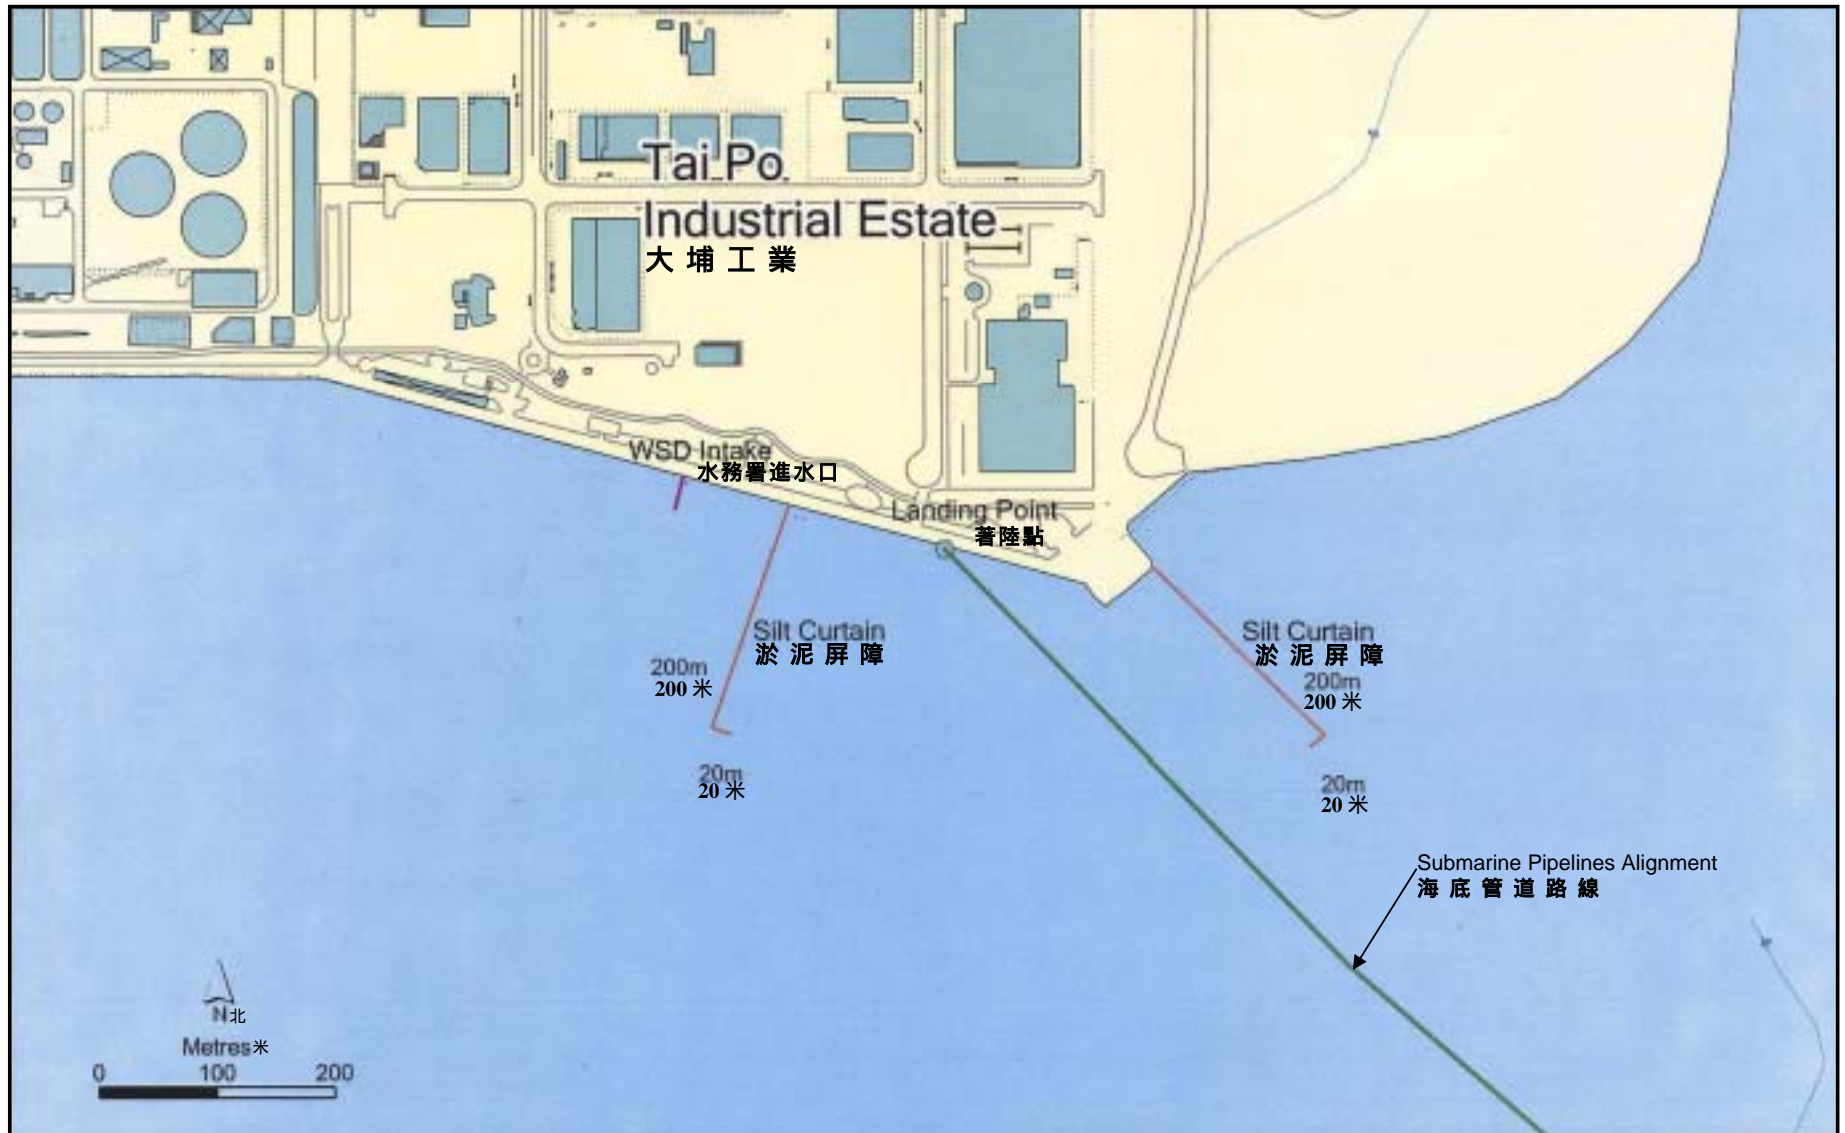 Tai Po
Industrial Estate
大埔工業
WSD Intake
水務署進水口
Landing Point
著陸點
Silt Curtain
淤泥屏障
200m
200 米
20m
20 米
Silt Curtain
淤泥屏障
200m
200 米
20m
20 米
Submarine Pipelines Alignment
海底管道路線
N北
Metres米
0 100 200